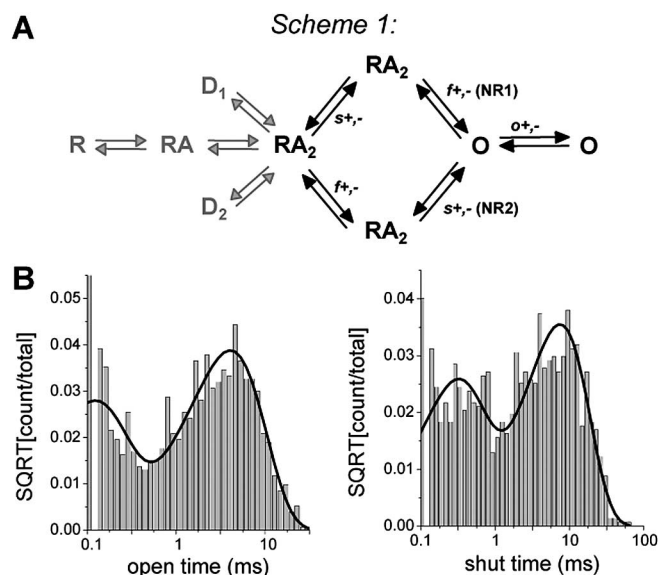 A
Scheme 1:
RA2
D1
f+,- (NR1)
s+,-
o+,-
R RA RA2 O O
f+,-
s+,- (NR2)
D2
RA2
B
SQRT[count/total]
0.05
0.04
0.03
0.02
0.01
0.00
0.1 1 10
open time (ms)
SQRT[count/total]
0.04
0.03
0.02
0.01
0.00
0.1 1 10 100
shut time (ms)